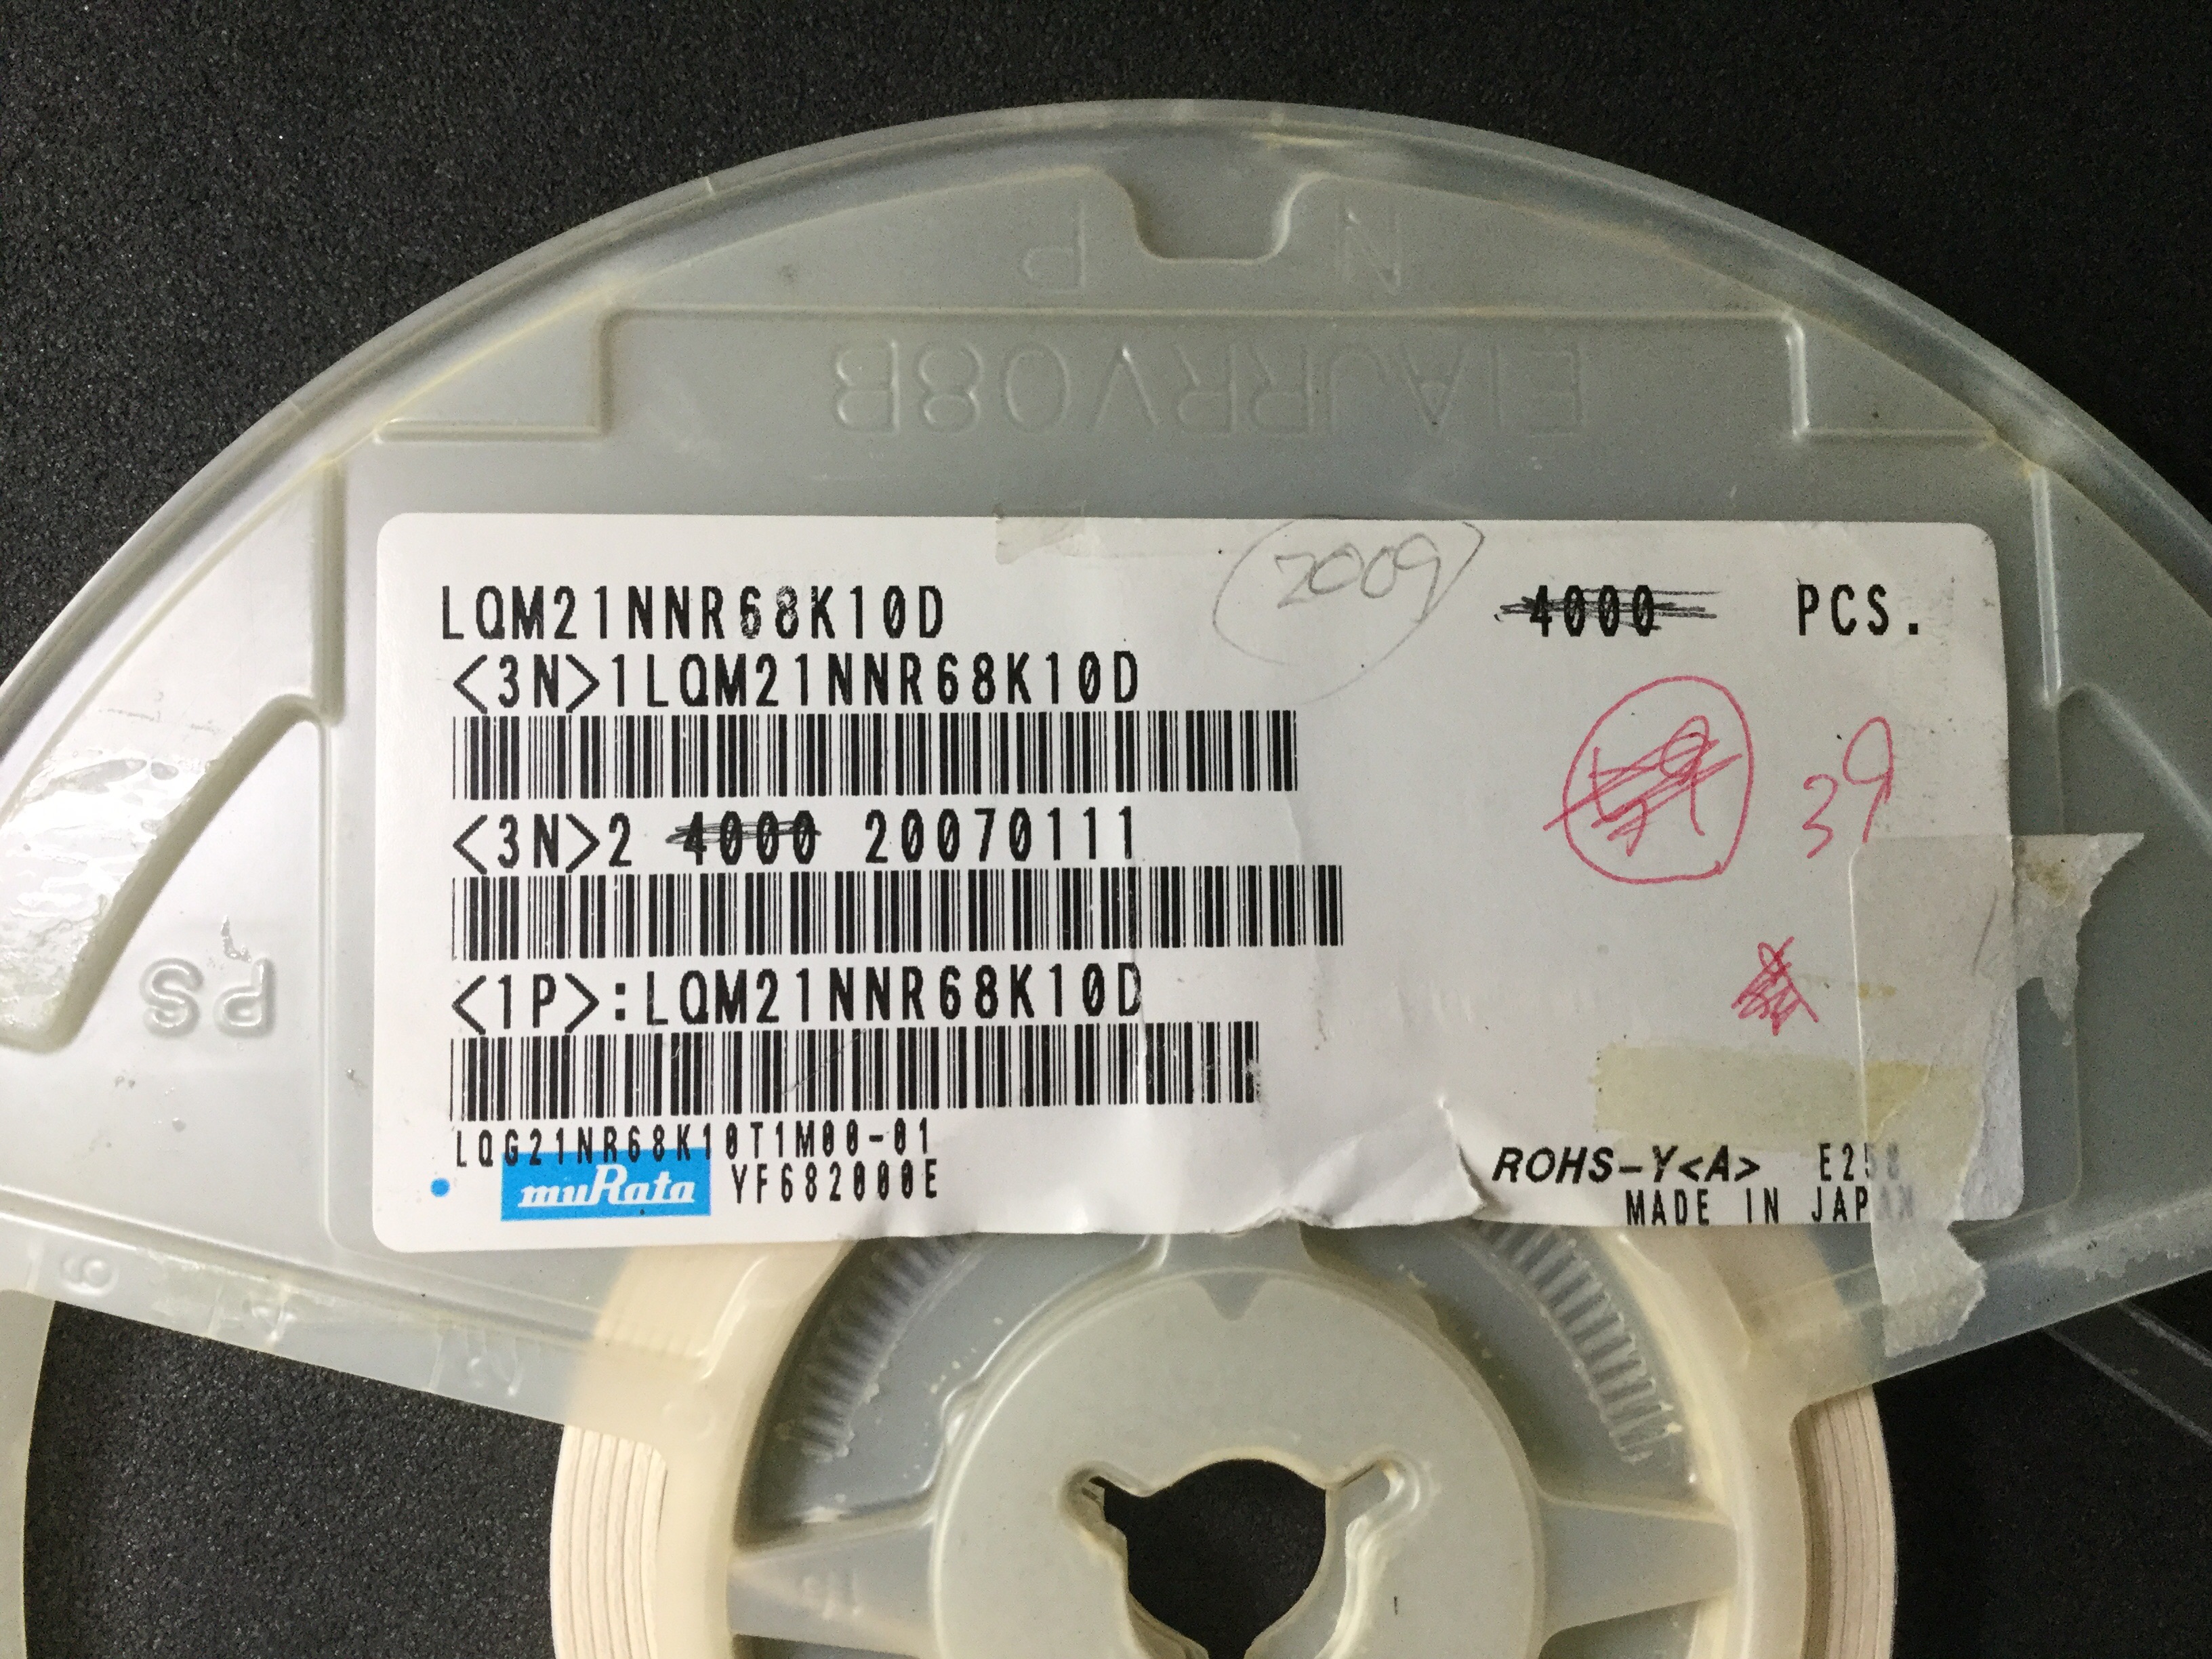 N P
EIAJRRV08B
2009
LQM21NNR68K10D 4000 PCS.
<3N>1LQM21NNR68K10D
39
<3N>2 4000 20070111
<1P>:LQM21NNR68K10D
PS
LQG21NR68K10T1M00-01
muRata YF682000E
ROHS-Y<A>
MADE IN JAPAN